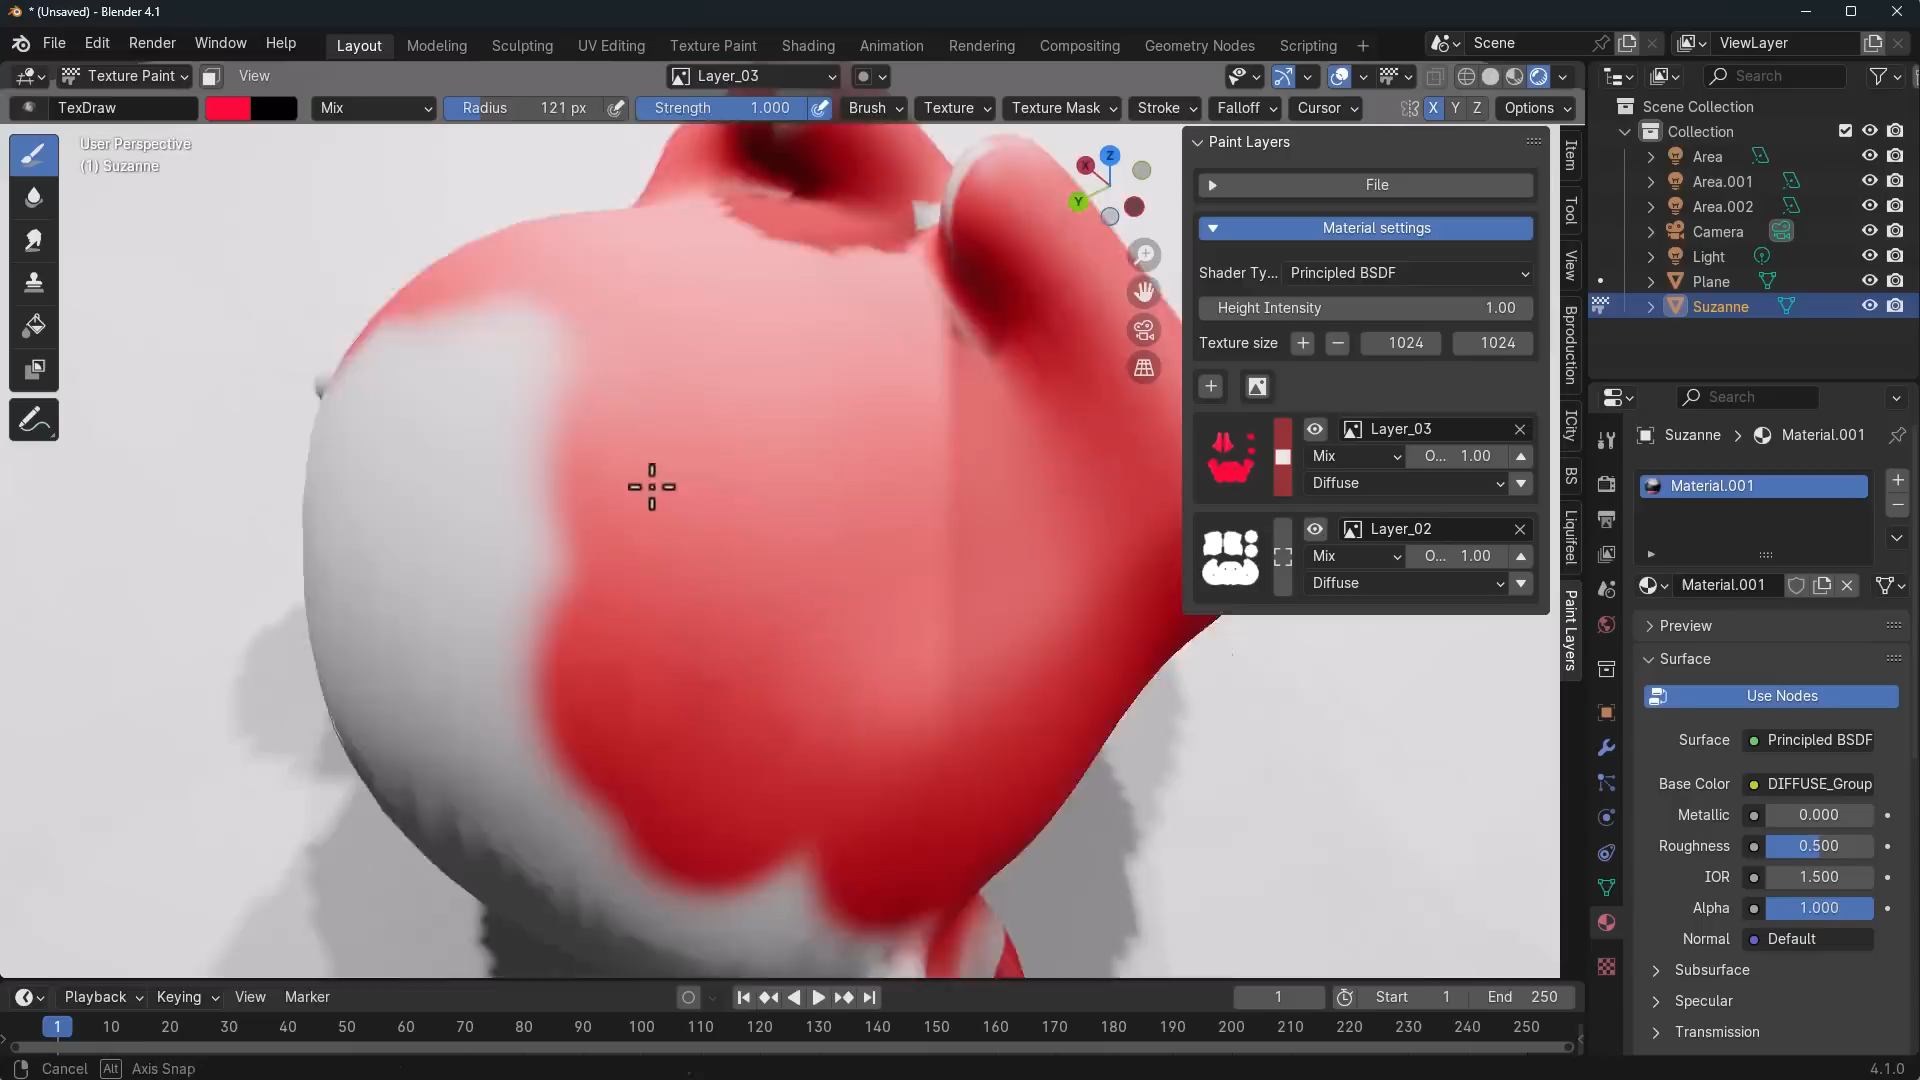 * (Unsaved) - Blender 4.1
File Edit Render Window Help
Layout Modeling Sculpting UV Editing Texture Paint Shading Animation Rendering Compositing Geometry Nodes Scripting +
Scene
ViewLayer
Texture Paint
View
Layer_03
Search
TexDraw
Mix
Radius 121 px
Strength 1.000
Brush
Texture
Texture Mask
Stroke
Falloff
Cursor
X Y Z
Options
User Perspective
(1) Suzanne
X
Y
Z
Paint Layers
File
Material settings
Shader Ty... Principled BSDF
Height Intensity 1.00
Texture size + − 1024 1024
Layer_03
Mix O... 1.00
Diffuse
Layer_02
Mix O... 1.00
Diffuse
Item
Tool
View
Bproduction
ICity
BS
Liquifeel
Paint Layers
Scene Collection
Collection
Area
Area.001
Area.002
Camera
Light
Plane
Suzanne
Search
Suzanne Material.001
Material.001
Material.001
Preview
Surface
Use Nodes
Surface Principled BSDF
Base Color DIFFUSE_Group
Metallic 0.000
Roughness 0.500
IOR 1.500
Alpha 1.000
Normal Default
Subsurface
Specular
Transmission
Playback Keying View Marker
1
Start 1
End 250
1 10 20 30 40 50 60 70 80 90 100 110 120 130 140 150 160 170 180 190 200 210 220 230 240 250
Cancel Alt Axis Snap
4.1.0